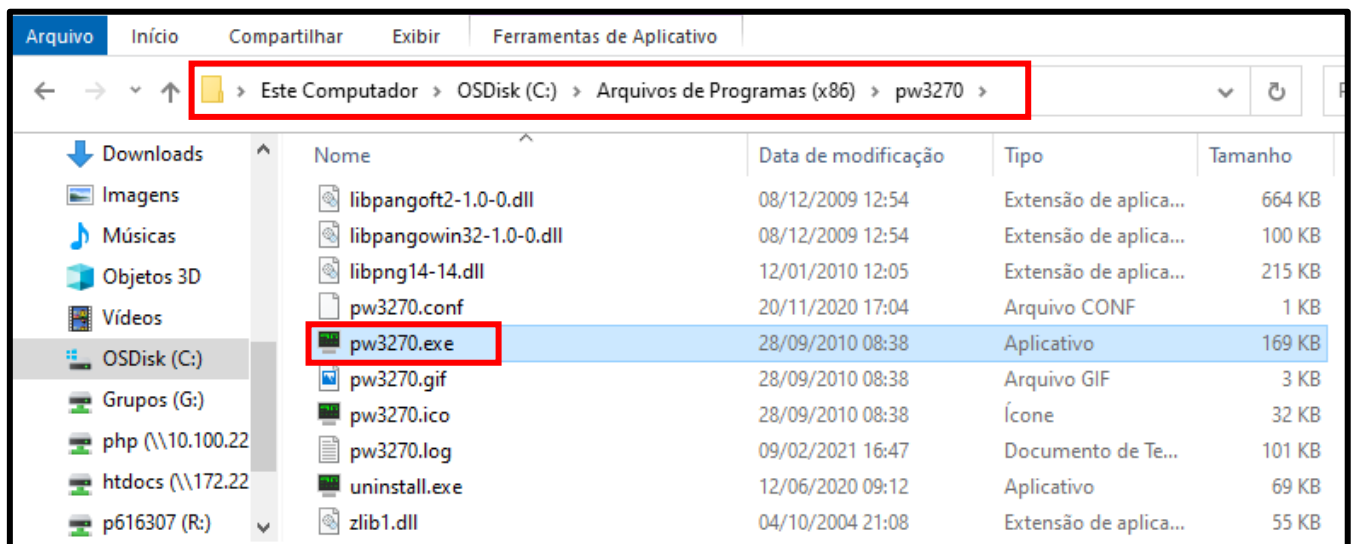 Arquivo Início Compartilhar Exibir Ferramentas de Aplicativo
Este Computador › OSDisk (C:) › Arquivos de Programas (x86) › pw3270 ›
Downloads
Imagens
Músicas
Objetos 3D
Vídeos
OSDisk (C:)
Grupos (G:)
php (\\10.100.22
htdocs (\\172.22
p616307 (R:)
Nome Data de modificação Tipo Tamanho
libpangoft2-1.0-0.dll 08/12/2009 12:54 Extensão de aplica... 664 KB
libpangowin32-1.0-0.dll 08/12/2009 12:54 Extensão de aplica... 100 KB
libpng14-14.dll 12/01/2010 12:05 Extensão de aplica... 215 KB
pw3270.conf 20/11/2020 17:04 Arquivo CONF 1 KB
pw3270.exe 28/09/2010 08:38 Aplicativo 169 KB
pw3270.gif 28/09/2010 08:38 Arquivo GIF 3 KB
pw3270.ico 28/09/2010 08:38 Ícone 32 KB
pw3270.log 09/02/2021 16:47 Documento de Te... 101 KB
uninstall.exe 12/06/2020 09:12 Aplicativo 69 KB
zlib1.dll 04/10/2004 21:08 Extensão de aplica... 55 KB